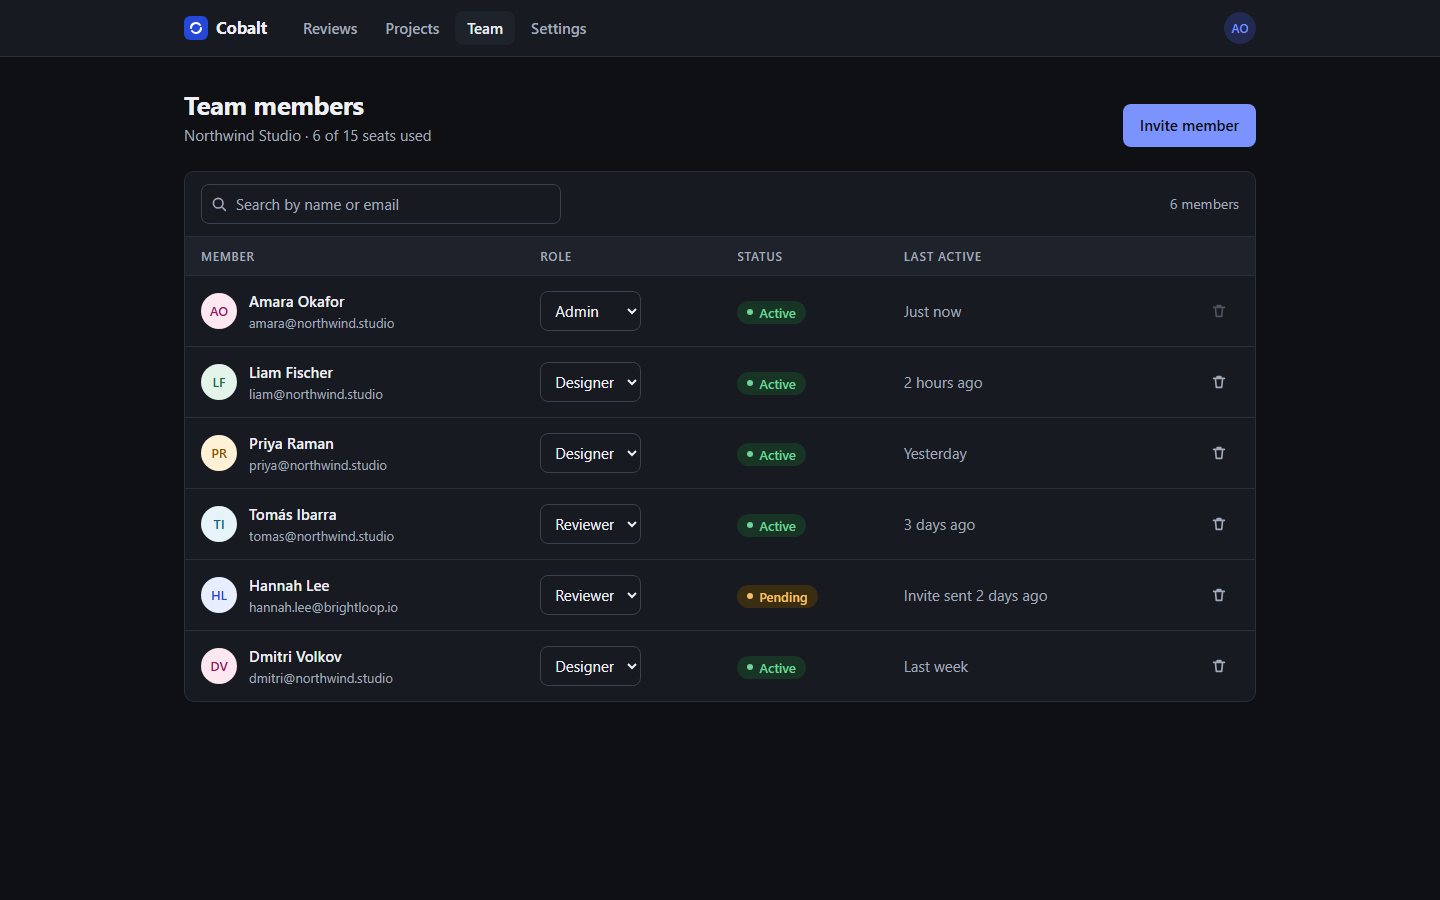 Cobalt
Reviews
Projects
Team
Settings
AO
Team members
Northwind Studio · 6 of 15 seats used
Invite member
Search by name or email
6 members
MEMBER ROLE STATUS LAST ACTIVE
AO
Amara Okafor
amara@northwind.studio
Admin
Active
Just now
LF
Liam Fischer
liam@northwind.studio
Designer
Active
2 hours ago
PR
Priya Raman
priya@northwind.studio
Designer
Active
Yesterday
TI
Tomás Ibarra
tomas@northwind.studio
Reviewer
Active
3 days ago
HL
Hannah Lee
hannah.lee@brightloop.io
Reviewer
Pending
Invite sent 2 days ago
DV
Dmitri Volkov
dmitri@northwind.studio
Designer
Active
Last week